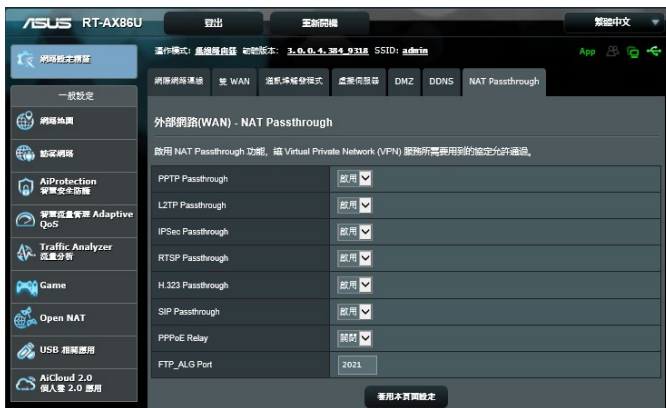 ASUS RT-AX86U 登出 重新開機 繁體中文
操作模式: 無線路由器 韌體版本: 3.0.0.4.384_9318 SSID: admin App
網路設定精靈
網際網路連線 雙 WAN 通訊埠觸發程式 虛擬伺服器 DMZ DDNS NAT Passthrough
一般設定
網路地圖
訪客網路
AiProtection
智慧安全防護
智慧流量管理 Adaptive
QoS
Traffic Analyzer
流量分析
Game
Open NAT
USB 相關應用
AiCloud 2.0
個人雲 2.0 應用
外部網路(WAN) - NAT Passthrough
啟用 NAT Passthrough 功能, 讓 Virtual Private Network (VPN) 服務所需要用到的協定允許通過。
PPTP Passthrough 啟用
L2TP Passthrough 啟用
IPSec Passthrough 啟用
RTSP Passthrough 啟用
H.323 Passthrough 啟用
SIP Passthrough 啟用
PPPoE Relay 關閉
FTP_ALG Port 2021
套用本頁面設定